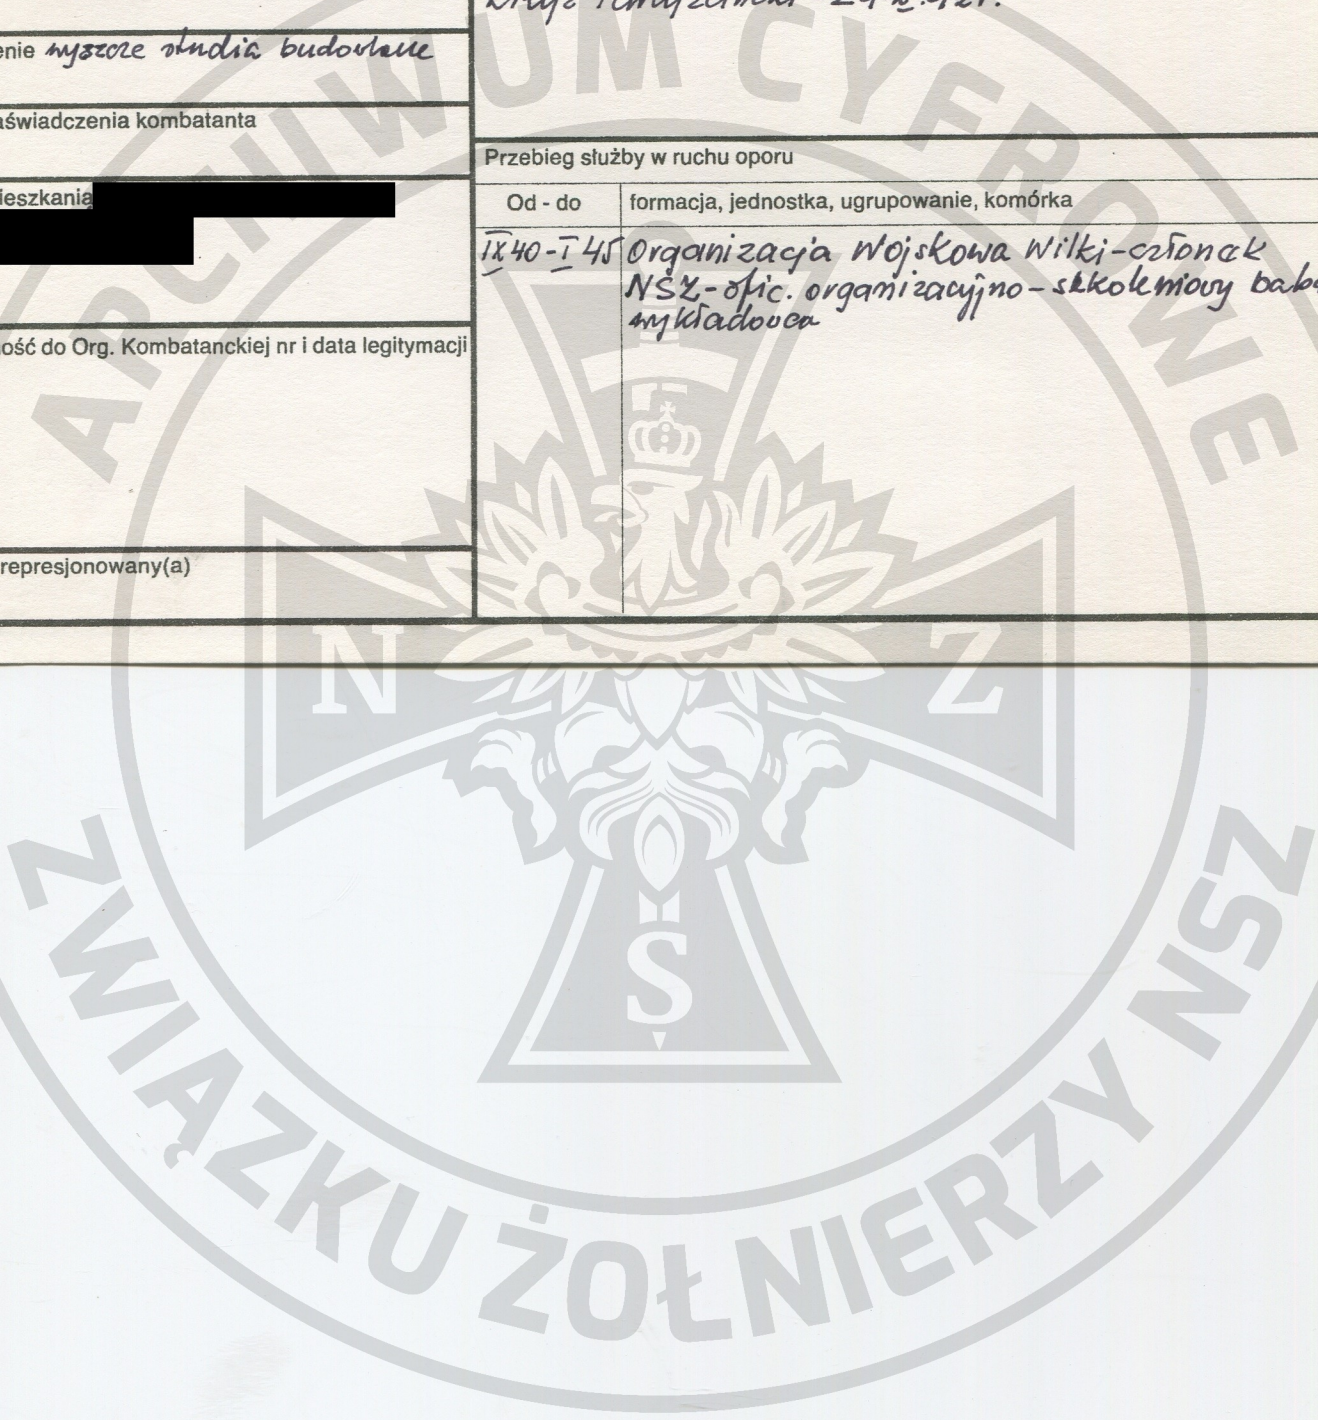 enie wyższe studia budowlane
aświadczenia kombatanta
ieszkania
ość do Org. Kombatanckiej nr i data legitymacji
represjonowany(a)
Przebieg służby w ruchu oporu
Od - do formacja, jednostka, ugrupowanie, komórka
IX 40 - I 45 Organizacja Wojskowa Wilki - członek
NSZ - ofic. organizacyjno - szkoleniowy
wykładowca
ARCHIWUM CYFROWE
ZWIĄZKU ŻOŁNIERZY NSZ
N Z
S